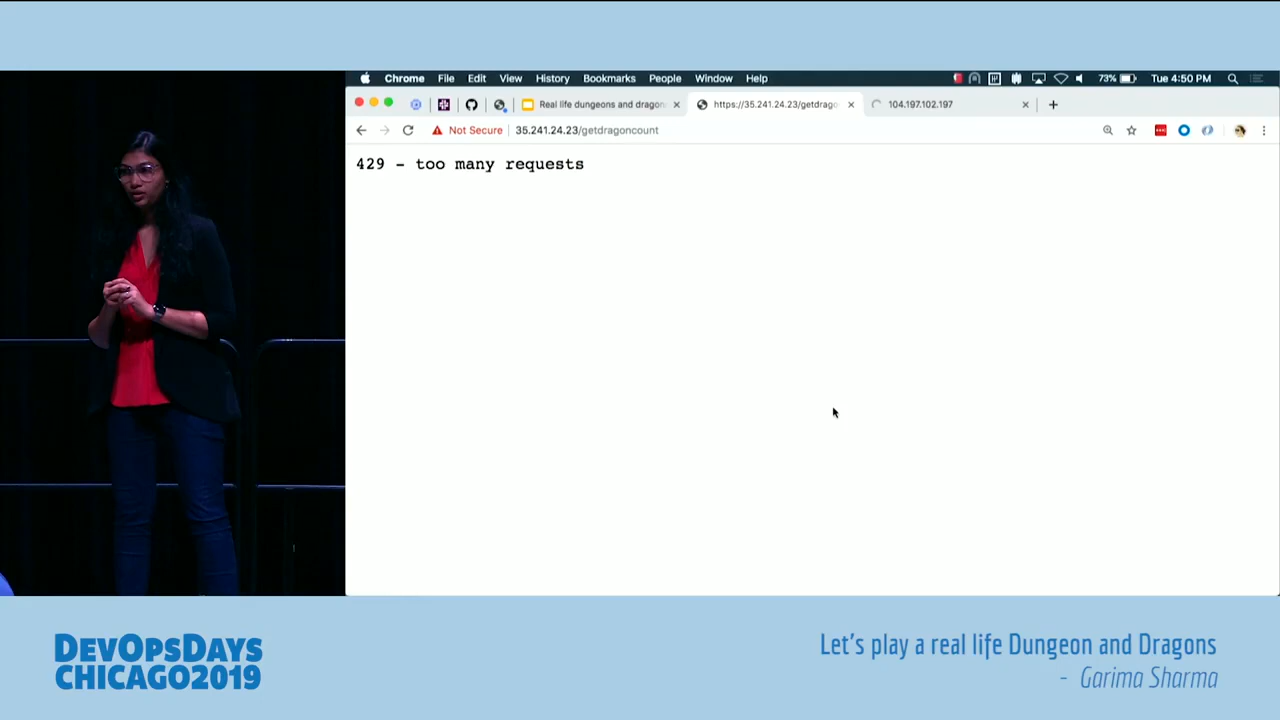 Chrome File Edit View History Bookmarks People Window Help 73% Tue 4:50 PM
Real life dungeons and dragon https://35.241.24.23/getdrago 104.197.102.197
Not Secure 35.241.24.23/getdragoncount
429 - too many requests
DevOpsDays
CHICAGO2019
Let's play a real life Dungeon and Dragons
- Garima Sharma